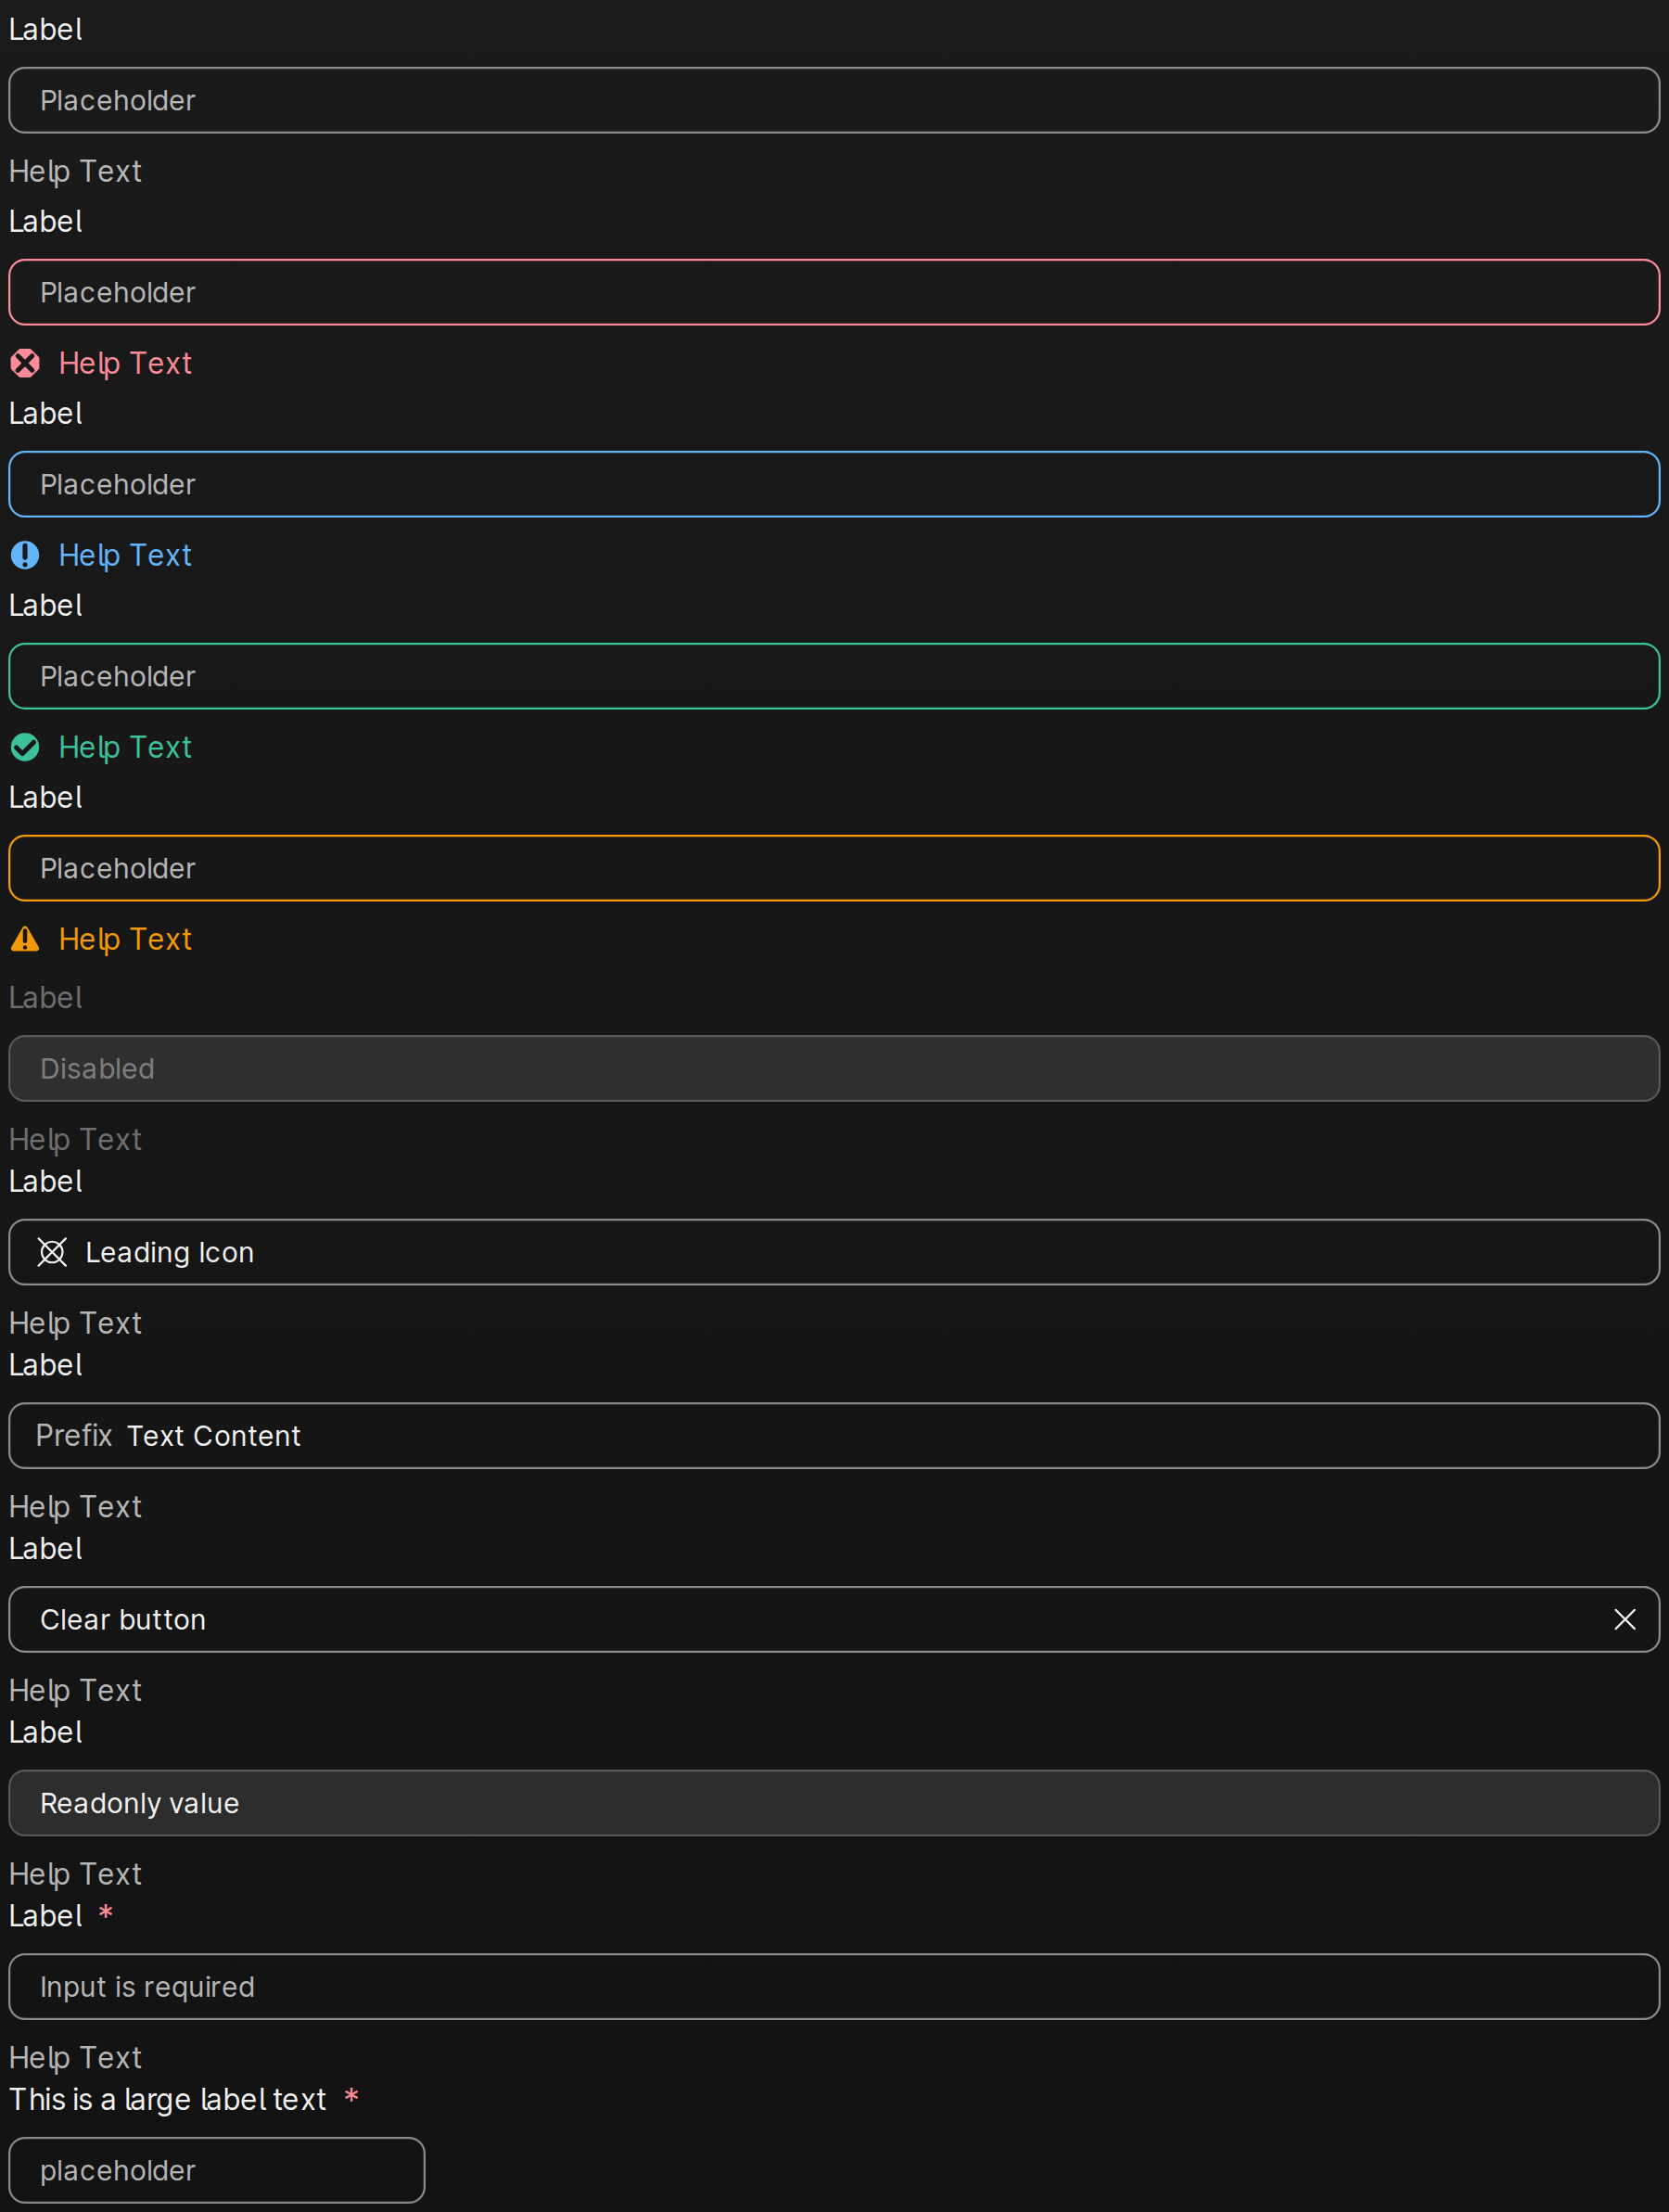 Label
Placeholder
Help Text
Label
Placeholder
Help Text
Label
Placeholder
Help Text
Label
Placeholder
Help Text
Label
Placeholder
Help Text
Label
Disabled
Help Text
Label
Leading Icon
Help Text
Label
Prefix Text Content
Help Text
Label
Clear button
Help Text
Label
Readonly value
Help Text
Label *
Input is required
Help Text
This is a large label text *
placeholder